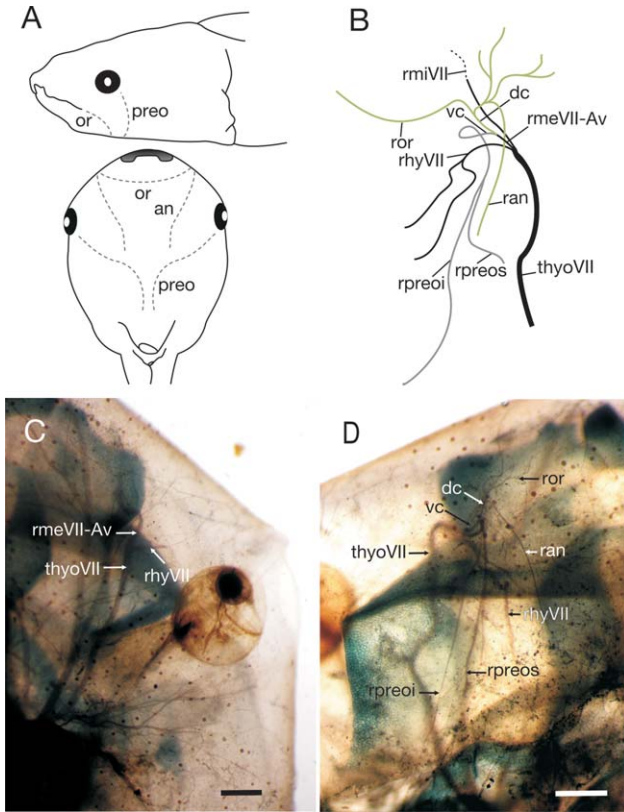 A
or
preo
or
an
preo
B
rmiVII
dc
vc
rmeVII-Av
ror
rhyVII
ran
rpreos
rpreoi
thyoVII
C
rmeVII-Av
thyoVII
rhyVII
D
ror
dc
vc
thyoVII
ran
rhyVII
rpreos
rpreoi